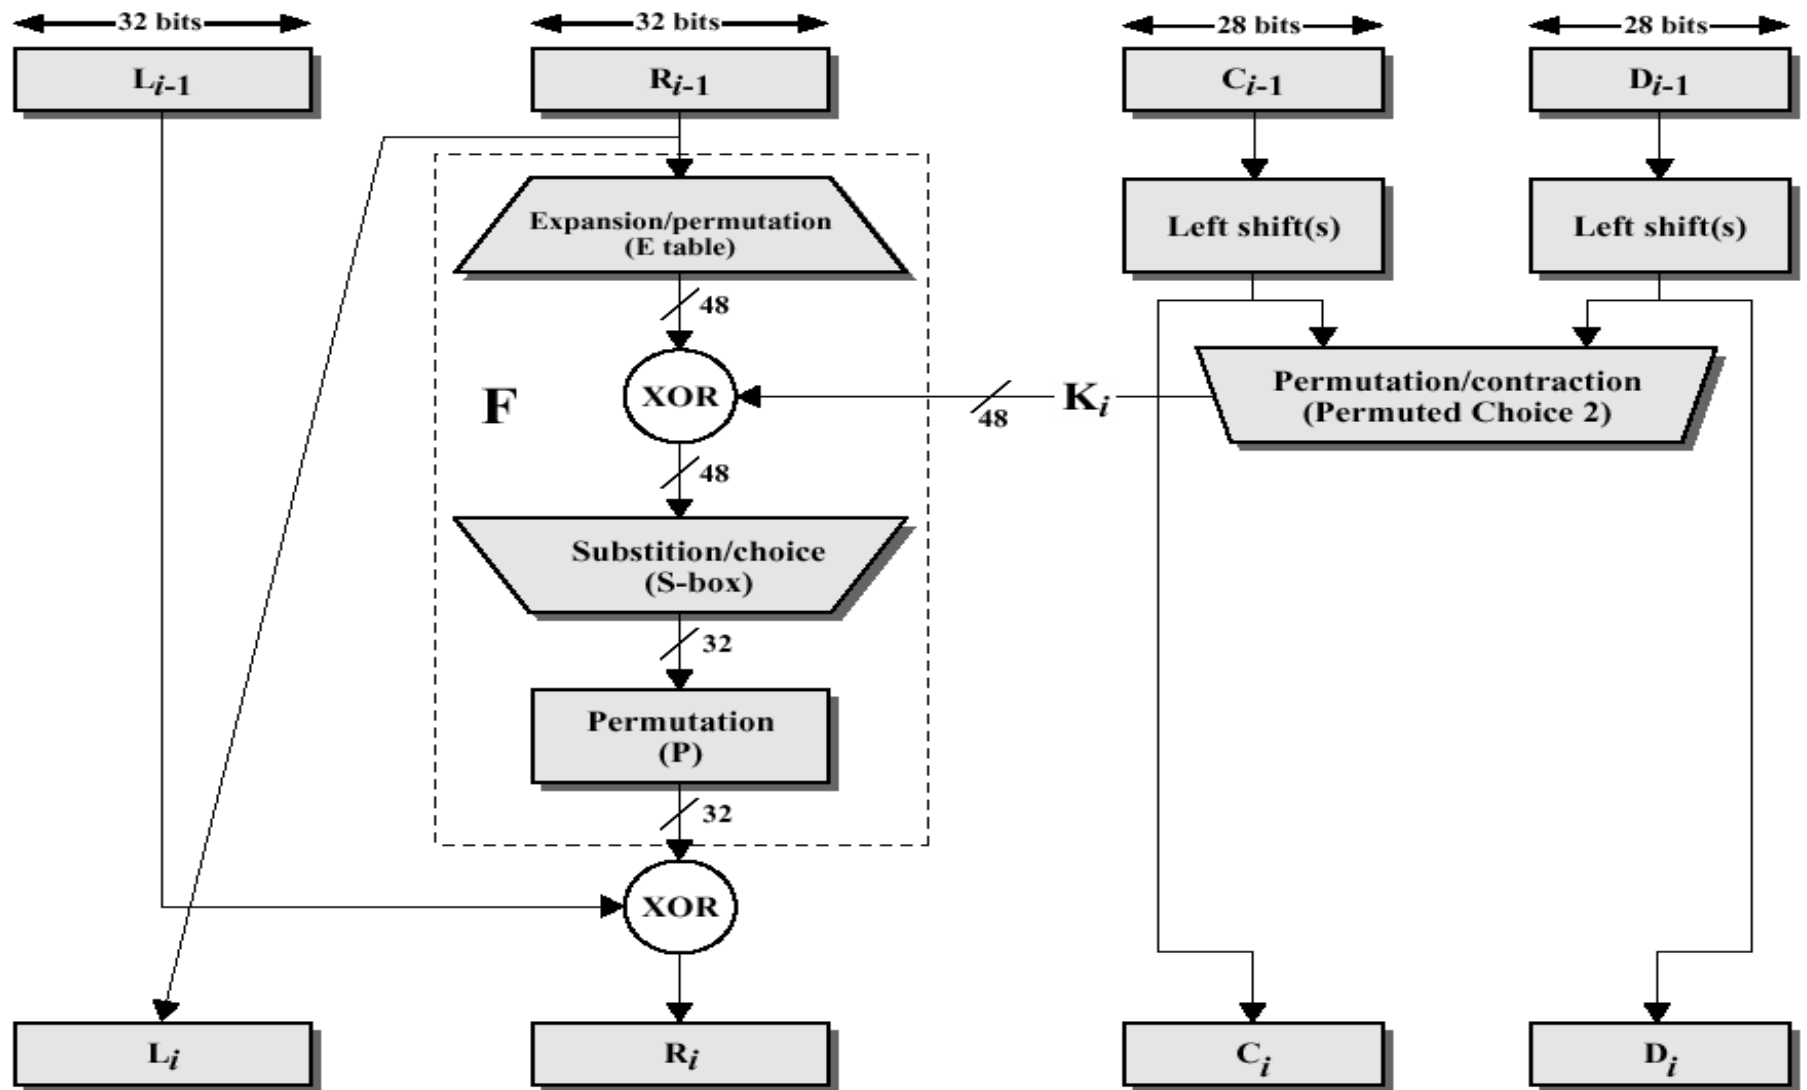 32 bits
32 bits
28 bits
28 bits
Li-1
Ri-1
Ci-1
Di-1
Expansion/permutation
(E table)
Left shift(s)
Left shift(s)
48
F
XOR
48
Ki
Permutation/contraction
(Permuted Choice 2)
48
Substition/choice
(S-box)
32
Permutation
(P)
32
XOR
Li
Ri
Ci
Di